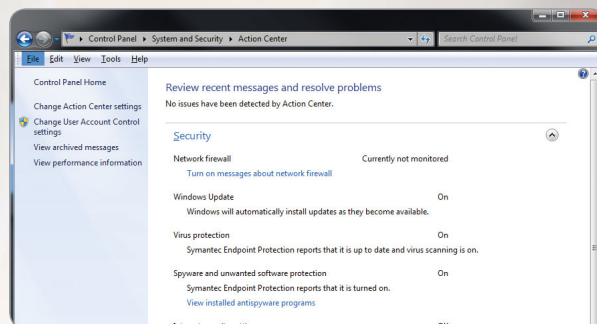 Control Panel ▸ System and Security ▸ Action Center
Search Control Panel
File Edit View Tools Help
Control Panel Home
Change Action Center settings
Change User Account Control
settings
View archived messages
View performance information
Review recent messages and resolve problems
No issues have been detected by Action Center.
Security
Network firewall Currently not monitored
Turn on messages about network firewall
Windows Update On
Windows will automatically install updates as they become available.
Virus protection On
Symantec Endpoint Protection reports that it is up to date and virus scanning is on.
Spyware and unwanted software protection On
Symantec Endpoint Protection reports that it is turned on.
View installed antispyware programs